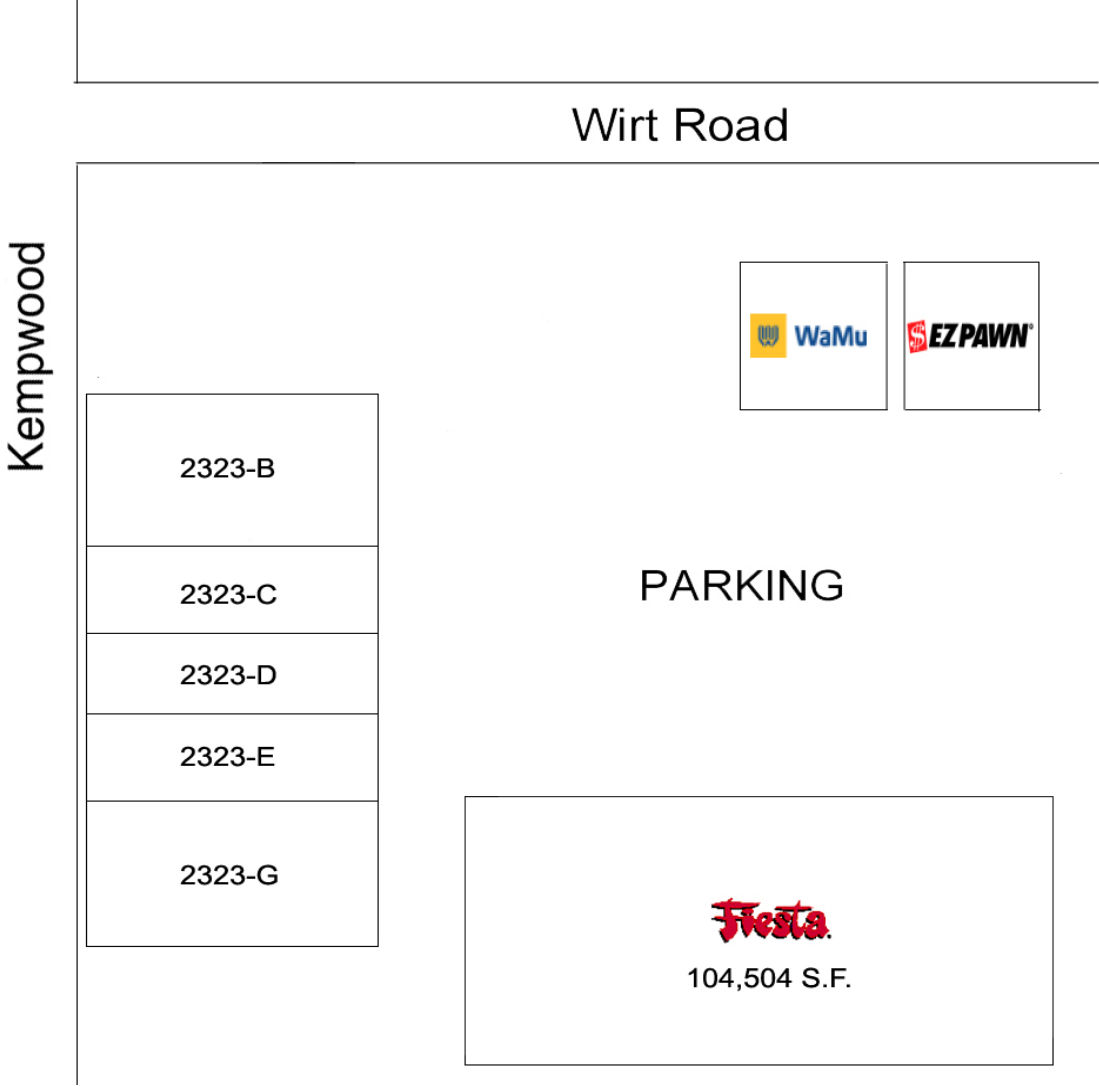 Wirt Road
Kempwood
WaMu
$EZPAWN®
2323-B
2323-C
PARKING
2323-D
2323-E
2323-G
Fiesta.
104,504 S.F.